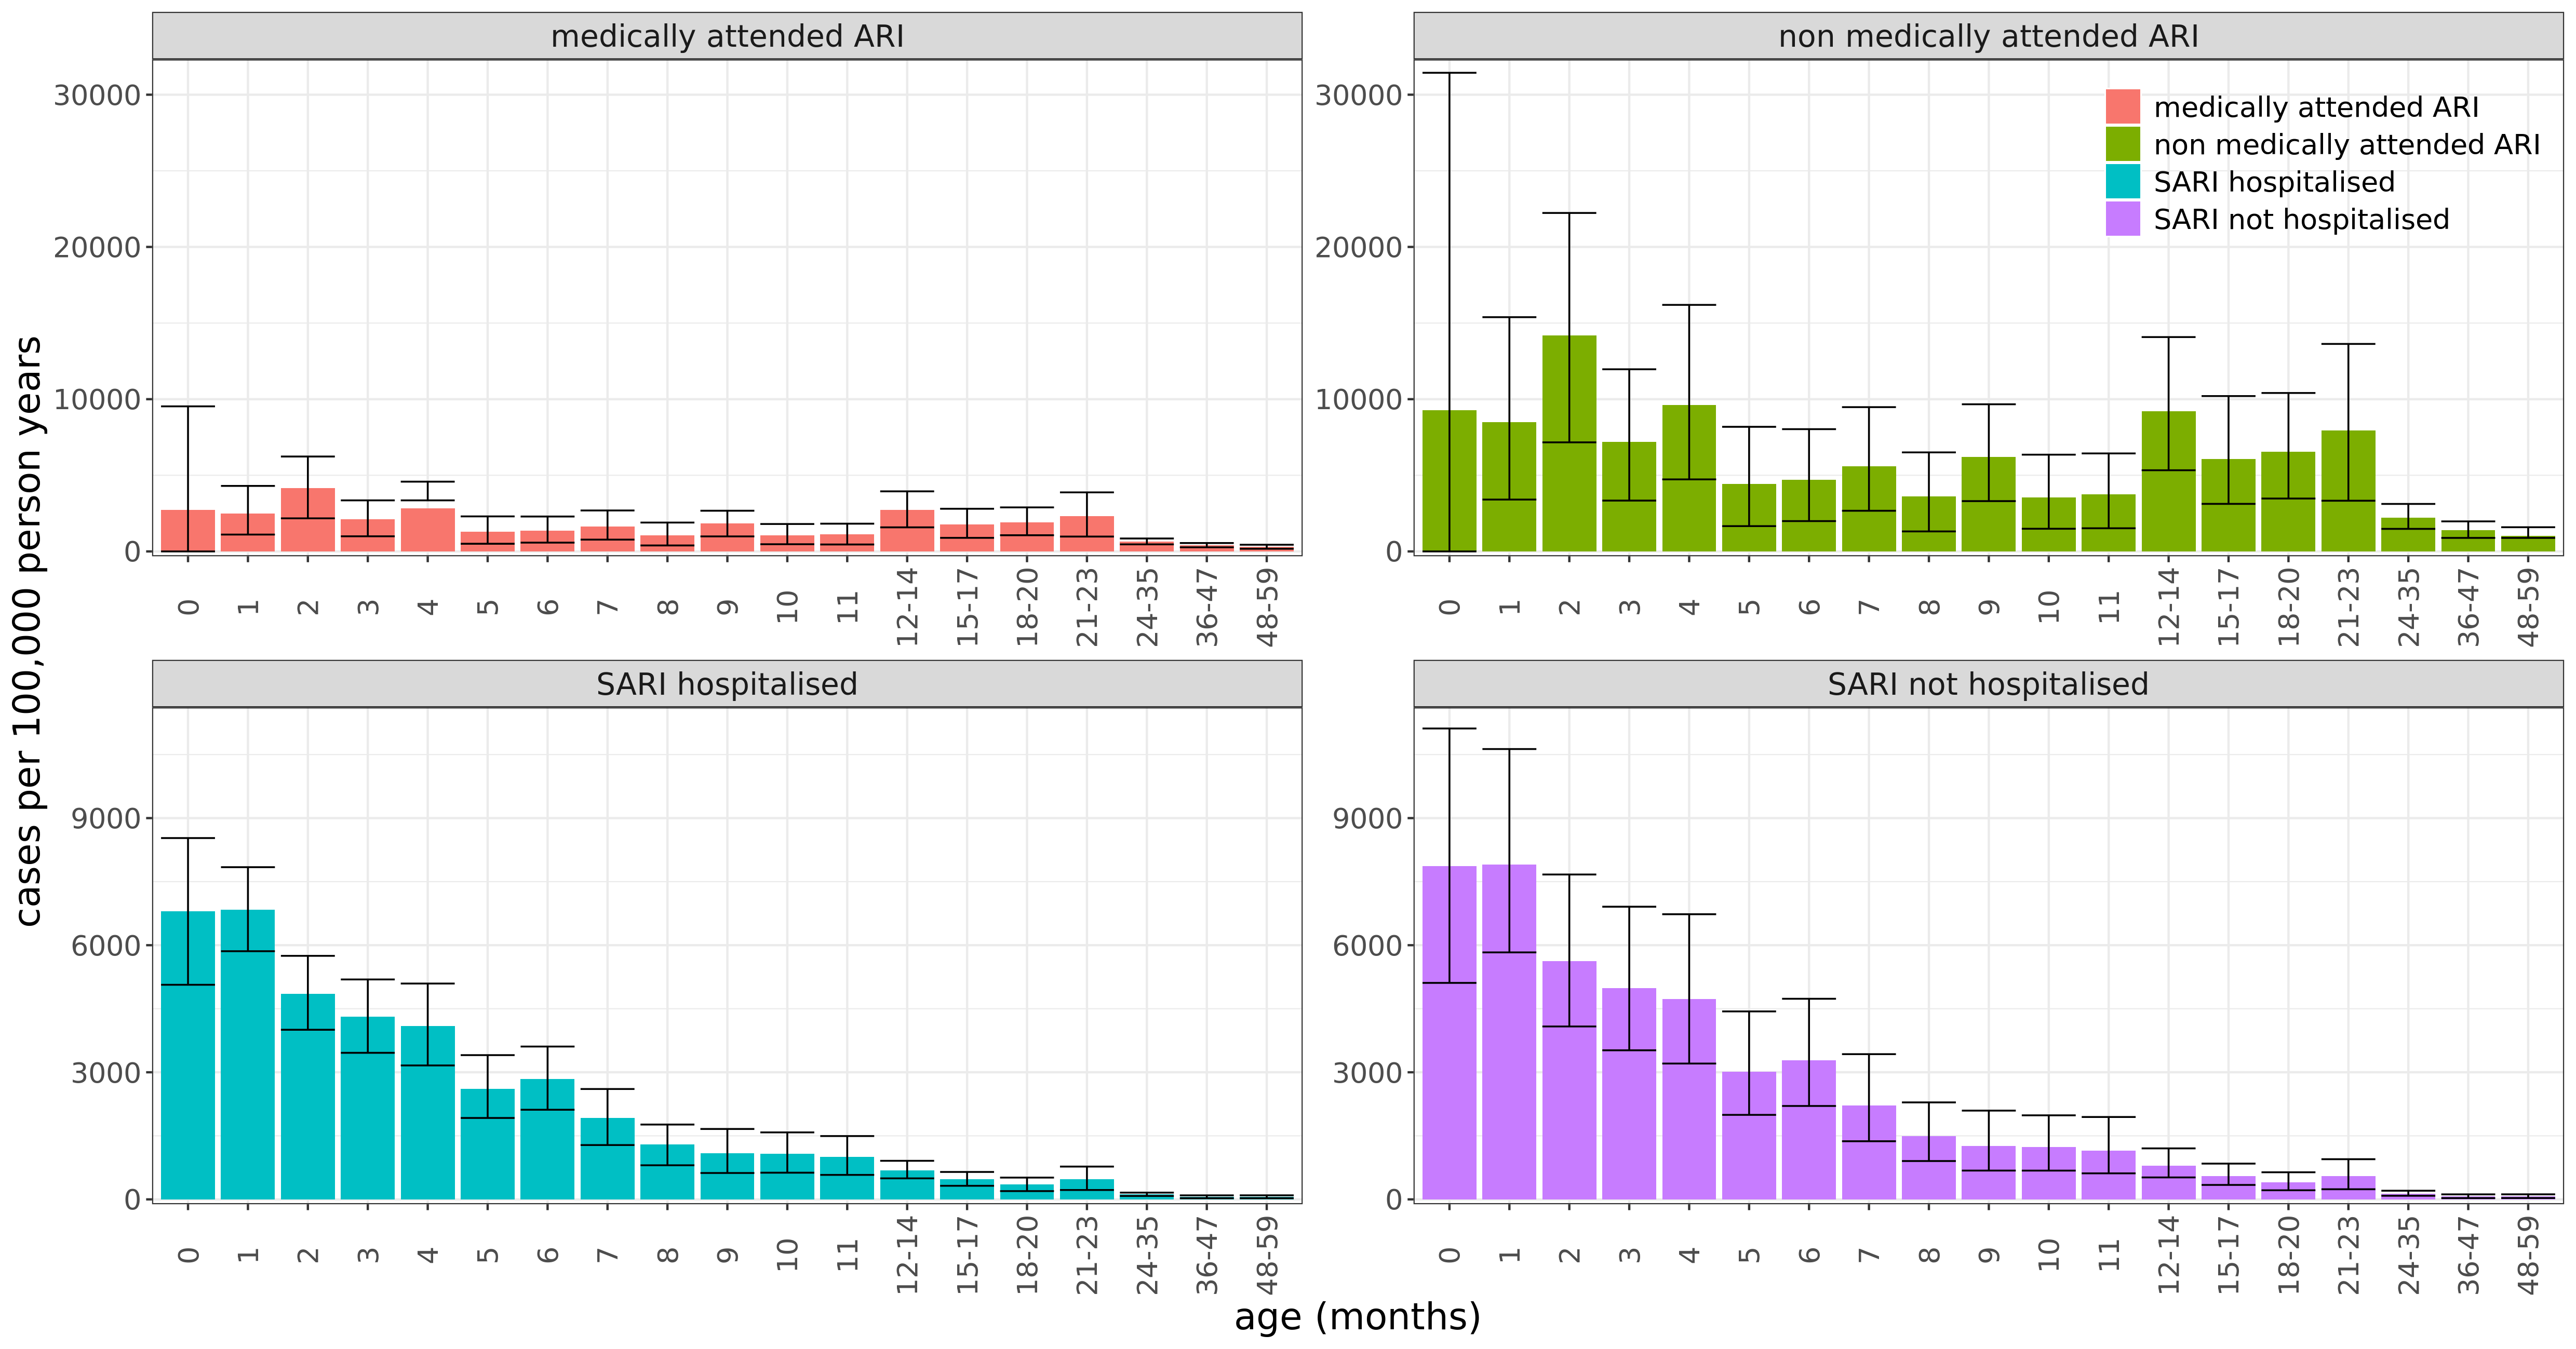 medically attended ARI
non medically attended ARI
cases per 100,000 person years
30000
20000
10000
0
0 1 2 3 4 5 6 7 8 9 10 11 12-14 15-17 18-20 21-23 24-35 36-47 48-59
30000
20000
10000
0
medically attended ARI
non medically attended ARI
SARI hospitalised
SARI not hospitalised
0 1 2 3 4 5 6 7 8 9 10 11 12-14 15-17 18-20 21-23 24-35 36-47 48-59
SARI hospitalised
SARI not hospitalised
9000
6000
3000
0
0 1 2 3 4 5 6 7 8 9 10 11 12-14 15-17 18-20 21-23 24-35 36-47 48-59
9000
6000
3000
0
0 1 2 3 4 5 6 7 8 9 10 11 12-14 15-17 18-20 21-23 24-35 36-47 48-59
age (months)